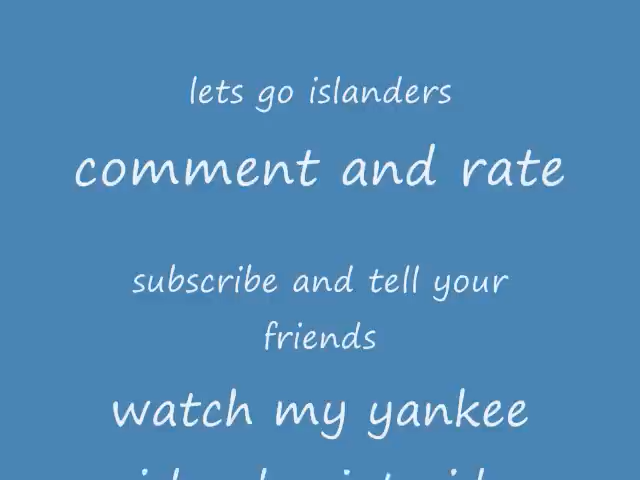 lets go islanders
comment and rate
subscribe and tell your
friends
watch my yankee